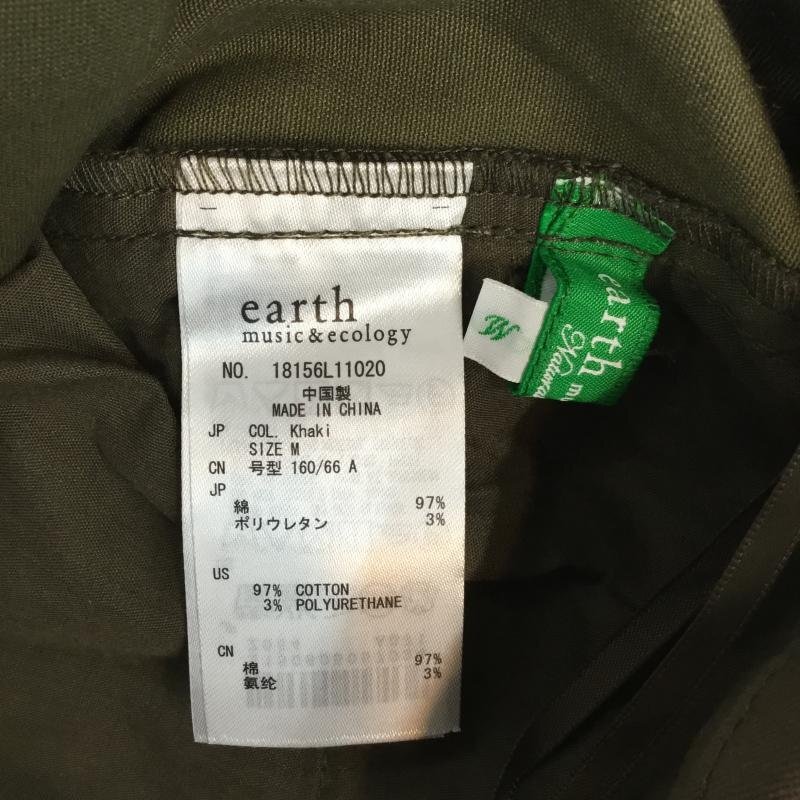 earth
music&ecology
NO. 18156L11020
中国製
MADE IN CHINA
JP COL. Khaki
SIZE M
CN 号型 160/66 A
JP
綿 97%
ポリウレタン 3%
US
97% COTTON
3% POLYURETHANE
CN
棉 97%
氨纶 3%
M
earth